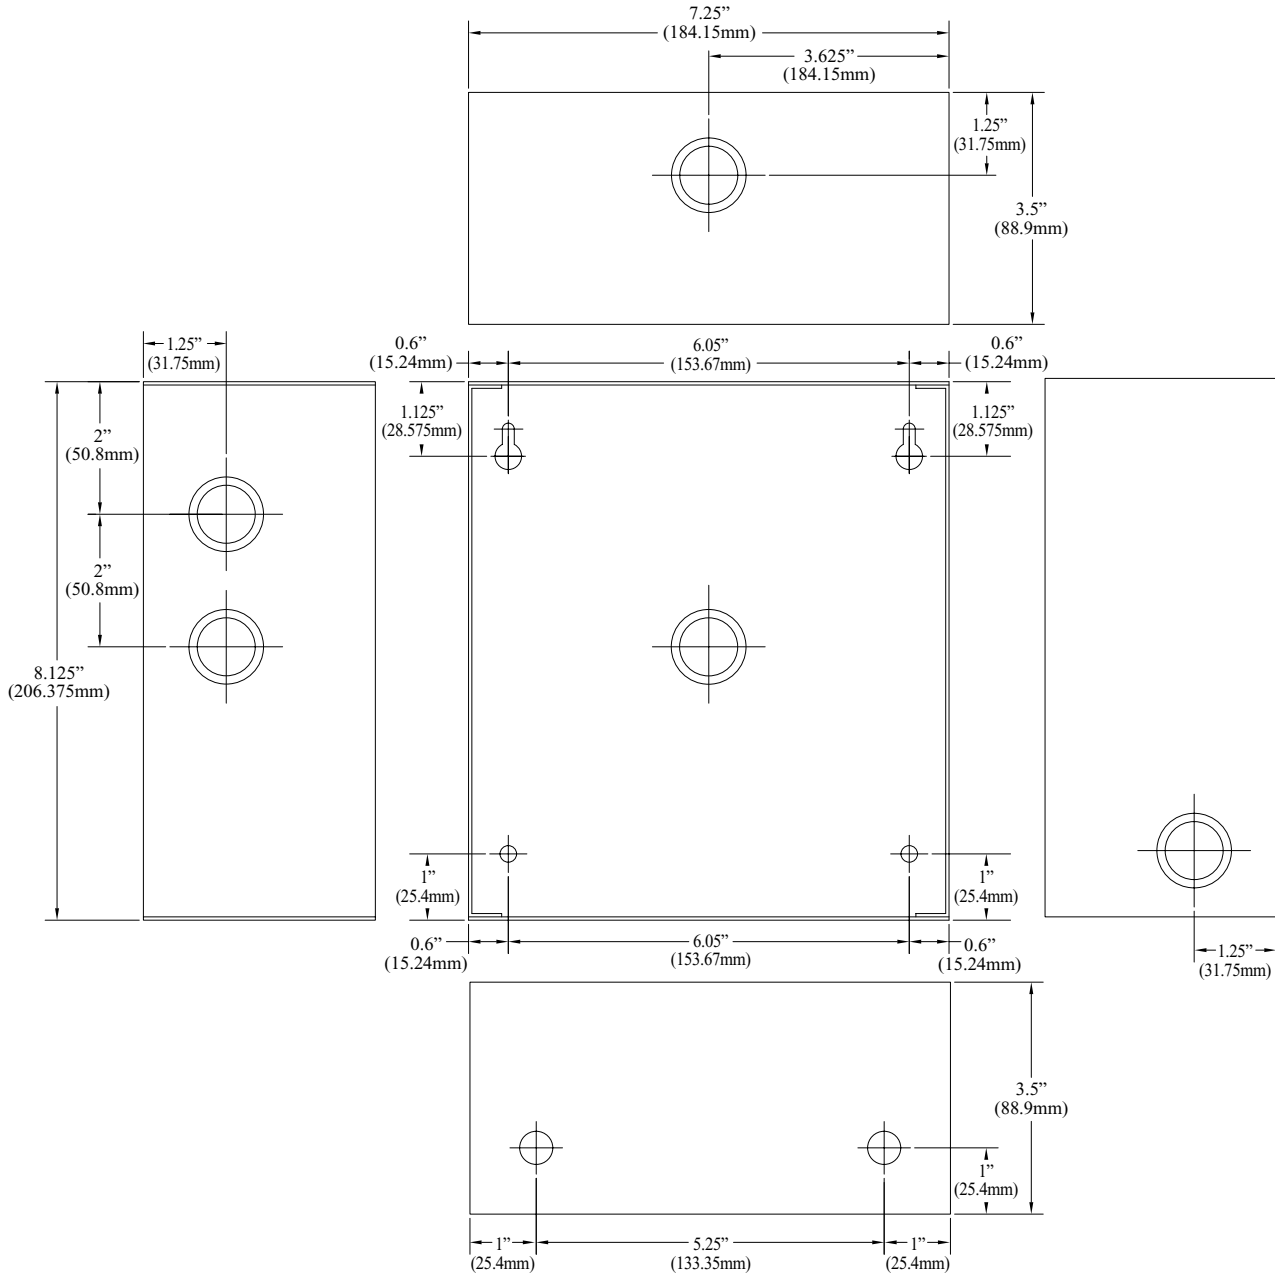 7.25”
(184.15mm)
3.625”
(184.15mm)
1.25”
(31.75mm)
3.5”
(88.9mm)
1.25”
(31.75mm)
0.6”
(15.24mm)
6.05”
(153.67mm)
0.6”
(15.24mm)
2”
(50.8mm)
1.125”
(28.575mm)
1.125”
(28.575mm)
2”
(50.8mm)
8.125”
(206.375mm)
1”
(25.4mm)
1”
(25.4mm)
0.6”
(15.24mm)
6.05”
(153.67mm)
0.6”
(15.24mm)
1.25”
(31.75mm)
3.5”
(88.9mm)
1”
(25.4mm)
1”
(25.4mm)
5.25”
(133.35mm)
1”
(25.4mm)